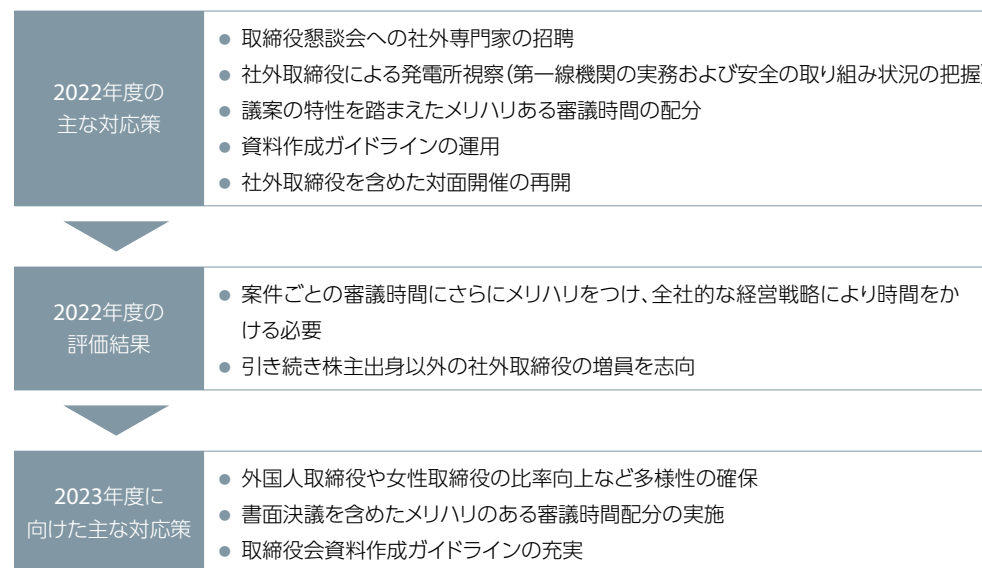 2022年度の
主な対応策
● 取締役懇談会への社外専門家の招聘
● 社外取締役による発電所視察(第一線機関の実務および安全の取り組み状況の把握)
● 議案の特性を踏まえたメリハリある審議時間の配分
● 資料作成ガイドラインの運用
● 社外取締役を含めた対面開催の再開
2022年度の
評価結果
● 案件ごとの審議時間にさらにメリハリをつけ、全社的な経営戦略により時間をか
ける必要
● 引き続き株主出身以外の社外取締役の増員を志向
2023年度に
向けた主な対応策
● 外国人取締役や女性取締役の比率向上など多様性の確保
● 書面決議を含めたメリハリのある審議時間配分の実施
● 取締役会資料作成ガイドラインの充実